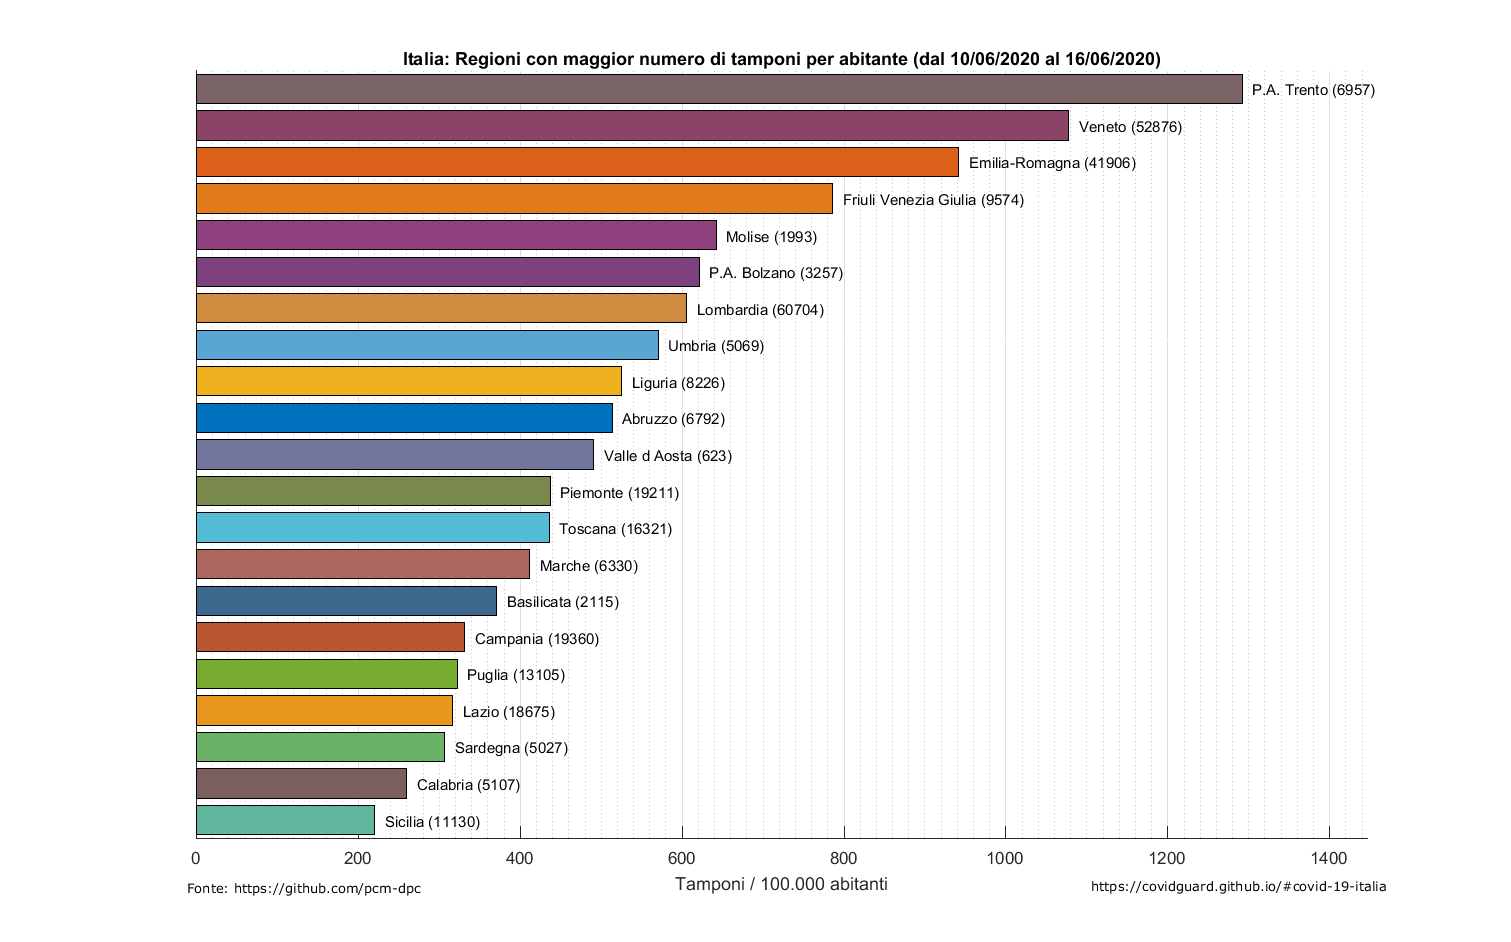 Italia: Regioni con maggior numero di tamponi per abitante (dal 10/06/2020 al 16/06/2020)
P.A. Trento (6957)
Veneto (52876)
Emilia-Romagna (41906)
Friuli Venezia Giulia (9574)
Molise (1993)
P.A. Bolzano (3257)
Lombardia (60704)
Umbria (5069)
Liguria (8226)
Abruzzo (6792)
Valle d Aosta (623)
Piemonte (19211)
Toscana (16321)
Marche (6330)
Basilicata (2115)
Campania (19360)
Puglia (13105)
Lazio (18675)
Sardegna (5027)
Calabria (5107)
Sicilia (11130)
0 200 400 600 800 1000 1200 1400
Tamponi / 100.000 abitanti
Fonte: https://github.com/pcm-dpc
https://covidguard.github.io/#covid-19-italia